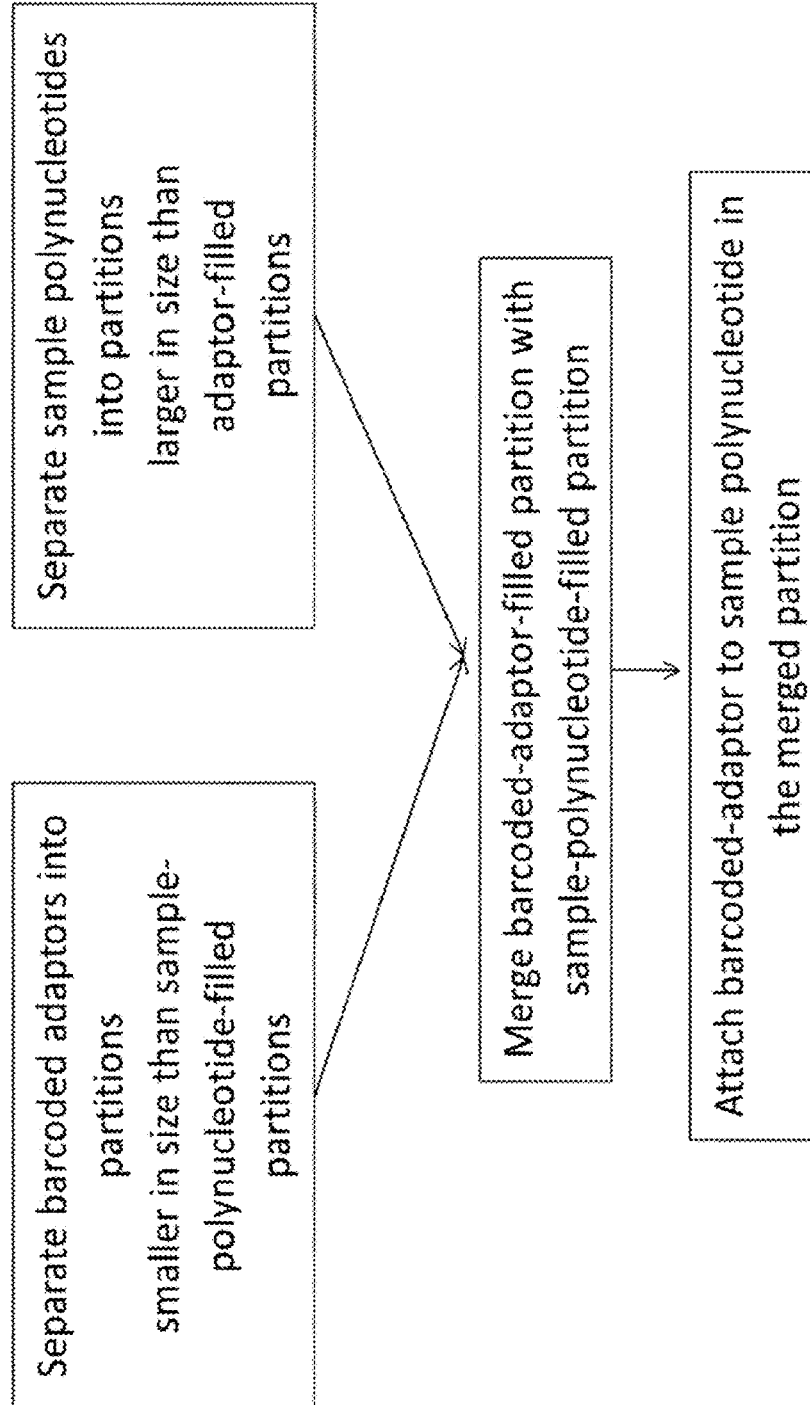 Separate barcoded adaptors into
partitions
smaller in size than sample-
polynucleotide-filled
partitions
Separate sample polynucleotides
into partitions
larger in size than
adaptor-filled
partitions
Merge barcoded-adaptor-filled partition with
sample-polynucleotide-filled partition
Attach barcoded-adaptor to sample polynucleotide in
the merged partition